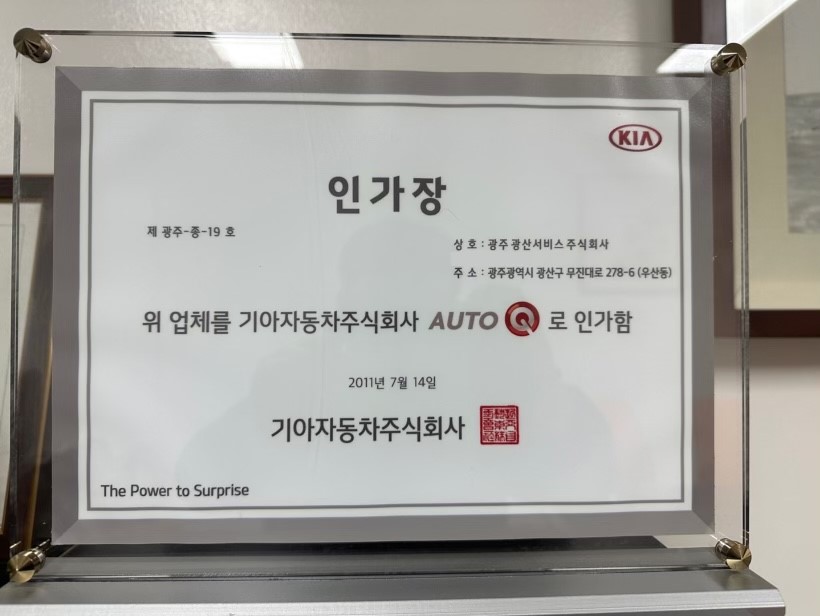 KIA
인가장
제 광주-종-19 호
상 호 : 광주 광산서비스 주식회사
주 소 : 광주광역시 광산구 무진대로 278-6 (우산동)
위 업체를 기아자동차주식회사 AUTO Q 로 인가함
2011년 7월 14일
기아자동차주식회사
The Power to Surprise